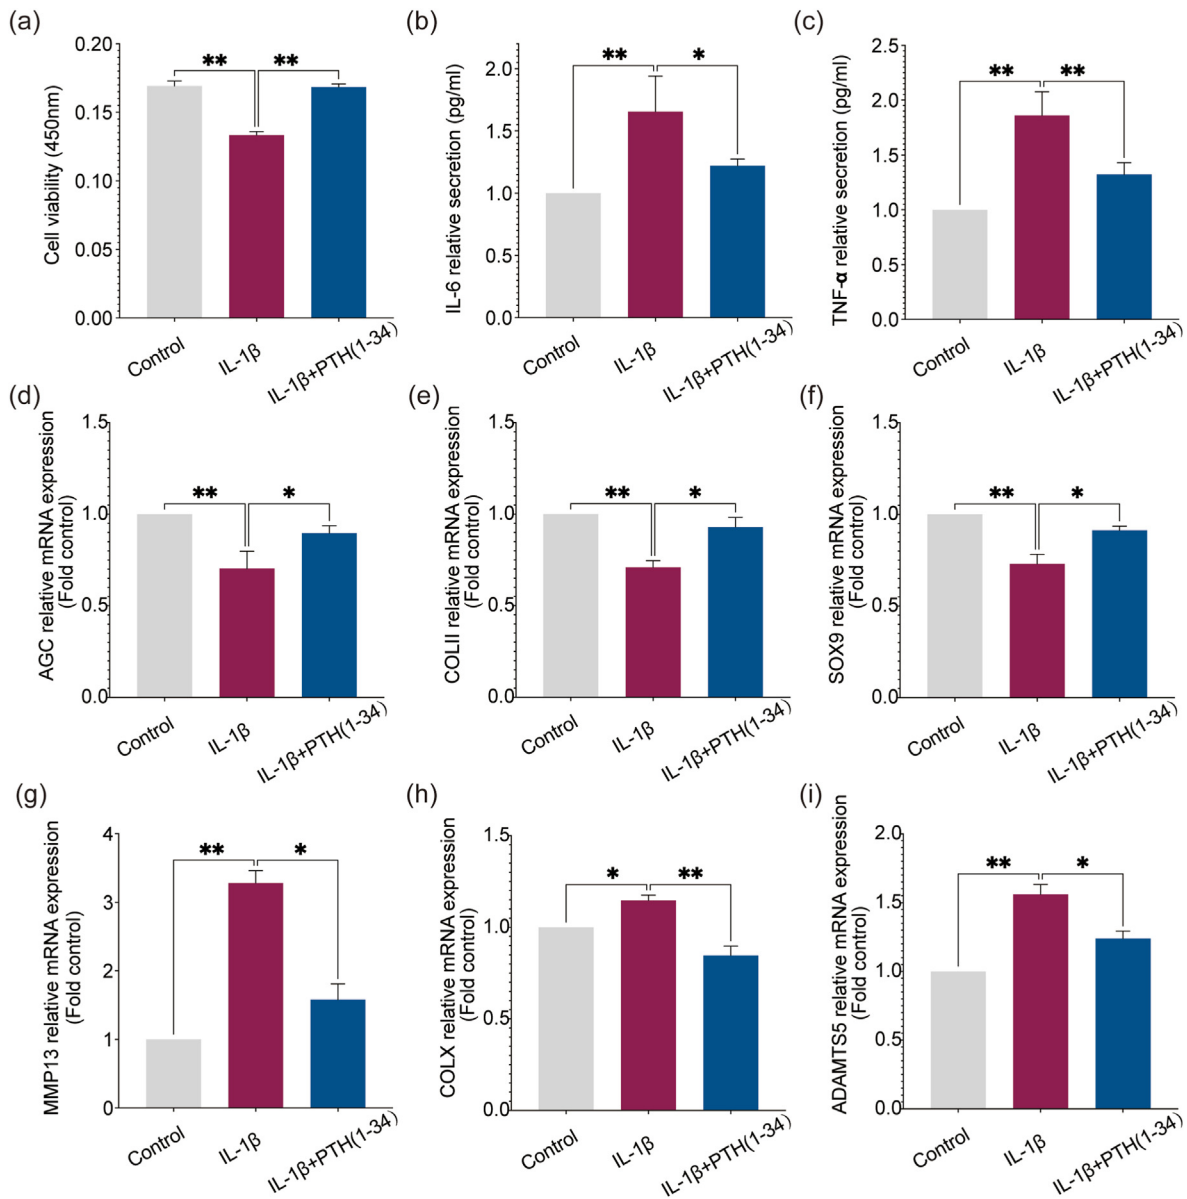 (a)
Cell viability (450nm)
0.20
0.15
0.10
0.05
0.00
** **
Control
IL-1β
IL-1β+PTH(1-34)
(b)
IL-6 relative secretion (pg/ml)
2.0
1.5
1.0
0.5
0.0
** *
Control
IL-1β
IL-1β+PTH(1-34)
(c)
TNF-α relative secretion (pg/ml)
2.5
2.0
1.5
1.0
0.5
0.0
** **
Control
IL-1β
IL-1β+PTH(1-34)
(d)
AGC relative mRNA expression
(Fold control)
1.5
1.0
0.5
0.0
** *
Control
IL-1β
IL-1β+PTH(1-34)
(e)
COLII relative mRNA expression
(Fold control)
1.5
1.0
0.5
0.0
** *
Control
IL-1β
IL-1β+PTH(1-34)
(f)
SOX9 relative mRNA expression
(Fold control)
1.5
1.0
0.5
0.0
** *
Control
IL-1β
IL-1β+PTH(1-34)
(g)
MMP13 relative mRNA expression
(Fold control)
4
3
2
1
0
** *
Control
IL-1β
IL-1β+PTH(1-34)
(h)
COLX relative mRNA expression
(Fold control)
1.5
1.0
0.5
0.0
* **
Control
IL-1β
IL-1β+PTH(1-34)
(i)
ADAMTS5 relative mRNA expression
(Fold control)
2.0
1.5
1.0
0.5
0.0
** *
Control
IL-1β
IL-1β+PTH(1-34)